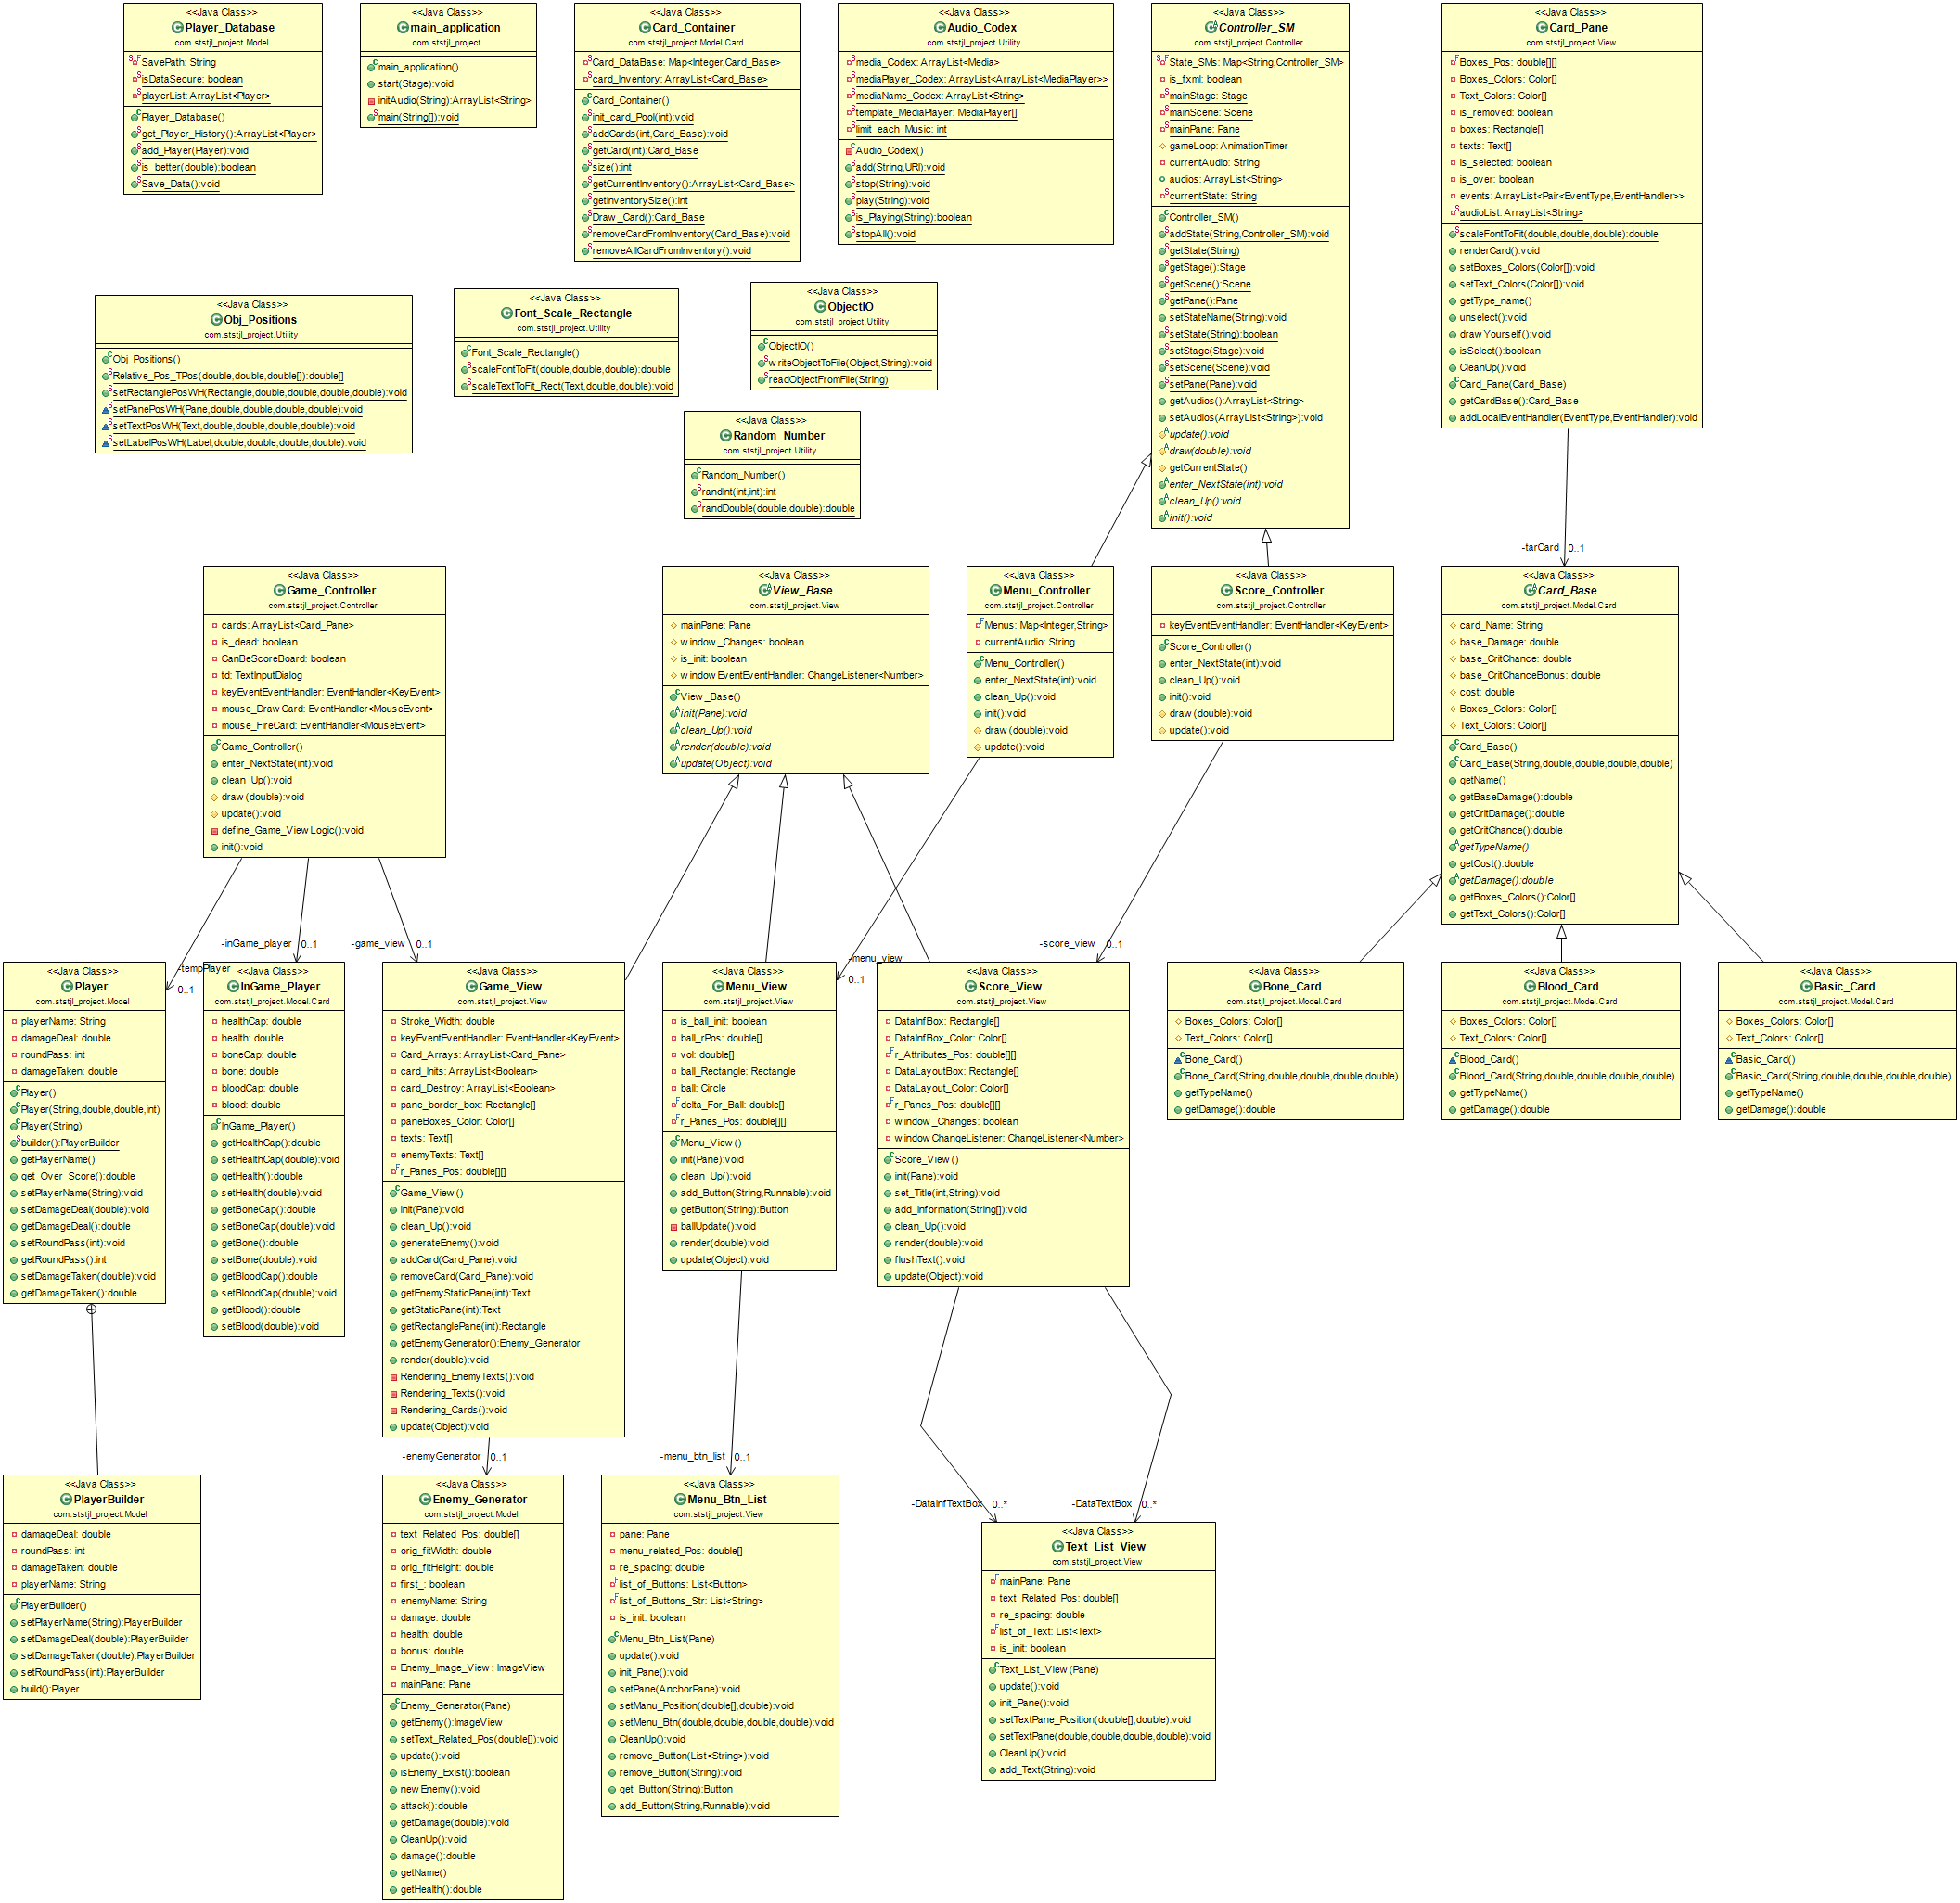 <<Java Class>>
Player_Database
com.ststjl_project.Model
SavePath: String
isDataSecure: boolean
playerList: ArrayList<Player>
Player_Database()
get_Player_History():ArrayList<Player>
add_Player(Player):void
is_better(double):boolean
Save_Data():void
<<Java Class>>
main_application
com.ststjl_project
main_application()
start(Stage):void
initAudio(String):ArrayList<String>
main(String[]):void
<<Java Class>>
Card_Container
com.ststjl_project.Model.Card
Card_DataBase: Map<Integer,Card_Base>
card_Inventory: ArrayList<Card_Base>
Card_Container()
init_card_Pool(int):void
addCards(int,Card_Base):void
getCard(int):Card_Base
size():int
getCurrentInventory():ArrayList<Card_Base>
getInventorySize():int
Draw_Card():Card_Base
removeCardFromInventory(Card_Base):void
removeAllCardFromInventory():void
<<Java Class>>
Audio_Codex
com.ststjl_project.Utility
media_Codex: ArrayList<Media>
mediaPlayer_Codex: ArrayList<ArrayList<MediaPlayer>>
mediaName_Codex: ArrayList<String>
template_MediaPlayer: MediaPlayer[]
limit_each_Music: int
Audio_Codex()
add(String,URI):void
stop(String):void
play(String):void
is_Playing(String):boolean
stopAll():void
<<Java Class>>
Controller_SM
com.ststjl_project.Controller
State_SMs: Map<String,Controller_SM>
is_fxml: boolean
mainStage: Stage
mainScene: Scene
mainPane: Pane
gameLoop: AnimationTimer
currentAudio: String
audios: ArrayList<String>
currentState: String
Controller_SM()
addState(String,Controller_SM):void
getState(String)
getStage():Stage
getScene():Scene
getPane():Pane
setStateName(String):void
setState(String):boolean
setStage(Stage):void
setScene(Scene):void
setPane(Pane):void
getAudios():ArrayList<String>
setAudios(ArrayList<String>):void
update():void
draw(double):void
getCurrentState()
enter_NextState(int):void
clean_Up():void
init():void
<<Java Class>>
Card_Pane
com.ststjl_project.View
Boxes_Pos: double[][]
Boxes_Colors: Color[]
Text_Colors: Color[]
is_removed: boolean
boxes: Rectangle[]
texts: Text[]
is_selected: boolean
is_over: boolean
events: ArrayList<Pair<EventType,EventHandler>>
audioList: ArrayList<String>
scaleFontToFit(double,double,double):double
renderCard():void
setBoxes_Colors(Color[]):void
setText_Colors(Color[]):void
getType_name()
unselect():void
drawYourself():void
isSelect():boolean
CleanUp():void
Card_Pane(Card_Base)
getCardBase():Card_Base
addLocalEventHandler(EventType,EventHandler):void
-tarCard 0..1
<<Java Class>>
Obj_Positions
com.ststjl_project.Utility
Obj_Positions()
Relative_Pos_TPos(double,double,double[]):double[]
setRectanglePosWH(Rectangle,double,double,double,double):void
setPanePosWH(Pane,double,double,double,double):void
setTextPosWH(Text,double,double,double,double):void
setLabelPosWH(Label,double,double,double,double):void
<<Java Class>>
Font_Scale_Rectangle
com.ststjl_project.Utility
Font_Scale_Rectangle()
scaleFontToFit(double,double,double):double
scaleTextToFit_Rect(Text,double,double):void
<<Java Class>>
ObjectIO
com.ststjl_project.Utility
ObjectIO()
writeObjectToFile(Object,String):void
readObjectFromFile(String)
<<Java Class>>
Random_Number
com.ststjl_project.Utility
Random_Number()
randInt(int,int):int
randDouble(double,double):double
<<Java Class>>
Game_Controller
com.ststjl_project.Controller
cards: ArrayList<Card_Pane>
is_dead: boolean
CanBeScoreBoard: boolean
td: TextInputDialog
keyEventEventHandler: EventHandler<KeyEvent>
mouse_DrawCard: EventHandler<MouseEvent>
mouse_FireCard: EventHandler<MouseEvent>
Game_Controller()
enter_NextState(int):void
clean_Up():void
draw(double):void
update():void
define_Game_View Logic():void
init():void
-tempPlayer 0..1
-inGame_player 0..1
-game_view 0..1
<<Java Class>>
View_Base
com.ststjl_project.View
mainPane: Pane
window_Changes: boolean
is_init: boolean
windowEventEventHandler: ChangeListener<Number>
View_Base()
init(Pane):void
clean_Up():void
render(double):void
update(Object):void
<<Java Class>>
Menu_Controller
com.ststjl_project.Controller
Menus: Map<Integer,String>
currentAudio: String
Menu_Controller()
enter_NextState(int):void
clean_Up():void
init():void
draw(double):void
update():void
-menu_view 0..1
<<Java Class>>
Score_Controller
com.ststjl_project.Controller
keyEventEventHandler: EventHandler<KeyEvent>
Score_Controller()
enter_NextState(int):void
clean_Up():void
init():void
draw(double):void
update():void
-score_view 0..1
<<Java Class>>
Card_Base
com.ststjl_project.Model.Card
card_Name: String
base_Damage: double
base_CritChance: double
base_CritChanceBonus: double
cost: double
Boxes_Colors: Color[]
Text_Colors: Color[]
Card_Base()
Card_Base(String,double,double,double,double)
getName()
getBaseDamage():double
getCritDamage():double
getCritChance():double
getTypeName()
getCost():double
getDamage():double
getBoxes_Colors():Color[]
getText_Colors():Color[]
<<Java Class>>
Player
com.ststjl_project.Model
playerName: String
damageDeal: double
roundPass: int
damageTaken: double
Player()
Player(String,double,double,int)
Player(String)
builder():PlayerBuilder
getPlayerName()
get_Over_Score():double
setPlayerName(String):void
setDamageDeal(double):void
getDamageDeal():double
setRoundPass(int):void
getRoundPass():int
setDamageTaken(double):void
getDamageTaken():double
<<Java Class>>
InGame_Player
com.ststjl_project.Model.Card
healthCap: double
health: double
boneCap: double
bone: double
bloodCap: double
blood: double
InGame_Player()
getHealthCap():double
setHealthCap(double):void
getHealth():double
setHealth(double):void
getBoneCap():double
setBoneCap(double):void
getBone():double
setBone(double):void
getBloodCap():double
setBloodCap(double):void
getBlood():double
setBlood(double):void
<<Java Class>>
Game_View
com.ststjl_project.View
Stroke_Width: double
keyEventEventHandler: EventHandler<KeyEvent>
Card_Arrays: ArrayList<Card_Pane>
card_Inits: ArrayList<Boolean>
card_Destroy: ArrayList<Boolean>
pane_border_box: Rectangle[]
paneBoxes_Color: Color[]
texts: Text[]
enemyTexts: Text[]
r_Panes_Pos: double[][]
Game_View()
init(Pane):void
clean_Up():void
generateEnemy():void
addCard(Card_Pane):void
removeCard(Card_Pane):void
getEnemyStaticPane(int):Text
getStaticPane(int):Text
getRectanglePane(int):Rectangle
getEnemyGenerator():Enemy_Generator
render(double):void
Rendering_EnemyTexts():void
Rendering_Texts():void
Rendering_Cards():void
update(Object):void
-enemyGenerator 0..1
<<Java Class>>
Menu_View
com.ststjl_project.View
is_ball_init: boolean
ball_rPos: double[]
vol: double[]
ball_Rectangle: Rectangle
ball: Circle
delta_For_Ball: double[]
r_Panes_Pos: double[][]
Menu_View()
init(Pane):void
clean_Up():void
add_Button(String,Runnable):void
getButton(String):Button
ballUpdate():void
render(double):void
update(Object):void
-menu_btn_list 0..1
<<Java Class>>
Score_View
com.ststjl_project.View
DataInfBox: Rectangle[]
DataInfBox_Color: Color[]
r_Attributes_Pos: double[][]
DataLayoutBox: Rectangle[]
DataLayout_Color: Color[]
r_Panes_Pos: double[][]
window_Changes: boolean
windowChangeListener: ChangeListener<Number>
Score_View()
init(Pane):void
set_Title(int,String):void
add_Information(String[]):void
clean_Up():void
render(double):void
flushText():void
update(Object):void
-DataInfTextBox 0..*
-DataTextBox 0..*
<<Java Class>>
Bone_Card
com.ststjl_project.Model.Card
Boxes_Colors: Color[]
Text_Colors: Color[]
Bone_Card()
Bone_Card(String,double,double,double,double)
getTypeName()
getDamage():double
<<Java Class>>
Blood_Card
com.ststjl_project.Model.Card
Boxes_Colors: Color[]
Text_Colors: Color[]
Blood_Card()
Blood_Card(String,double,double,double,double)
getTypeName()
getDamage():double
<<Java Class>>
Basic_Card
com.ststjl_project.Model.Card
Boxes_Colors: Color[]
Text_Colors: Color[]
Basic_Card()
Basic_Card(String,double,double,double,double)
getTypeName()
getDamage():double
<<Java Class>>
PlayerBuilder
com.ststjl_project.Model
damageDeal: double
roundPass: int
damageTaken: double
playerName: String
PlayerBuilder()
setPlayerName(String):PlayerBuilder
setDamageDeal(double):PlayerBuilder
setDamageTaken(double):PlayerBuilder
setRoundPass(int):PlayerBuilder
build():Player
<<Java Class>>
Enemy_Generator
com.ststjl_project.Model
text_Related_Pos: double[]
orig_fitWidth: double
orig_fitHeight: double
first_: boolean
enemyName: String
damage: double
health: double
bonus: double
Enemy_Image_View: ImageView
mainPane: Pane
Enemy_Generator(Pane)
getEnemy():ImageView
setText_Related_Pos(double[]):void
update():void
isEnemy_Exist():boolean
newEnemy():void
attack():double
getDamage(double):void
CleanUp():void
damage():double
getName()
getHealth():double
<<Java Class>>
Menu_Btn_List
com.ststjl_project.View
pane: Pane
menu_related_Pos: double[]
re_spacing: double
list_of_Buttons: List<Button>
list_of_Buttons_Str: List<String>
is_init: boolean
Menu_Btn_List(Pane)
update():void
init_Pane():void
setPane(AnchorPane):void
setManu_Position(double[],double):void
setMenu_Btn(double,double,double,double):void
CleanUp():void
remove_Button(List<String>):void
remove_Button(String):void
get_Button(String):Button
add_Button(String,Runnable):void
<<Java Class>>
Text_List_View
com.ststjl_project.View
mainPane: Pane
text_Related_Pos: double[]
re_spacing: double
list_of_Text: List<Text>
is_init: boolean
Text_List_View(Pane)
update():void
init_Pane():void
setTextPane_Position(double[],double):void
setTextPane(double,double,double,double):void
CleanUp():void
add_Text(String):void